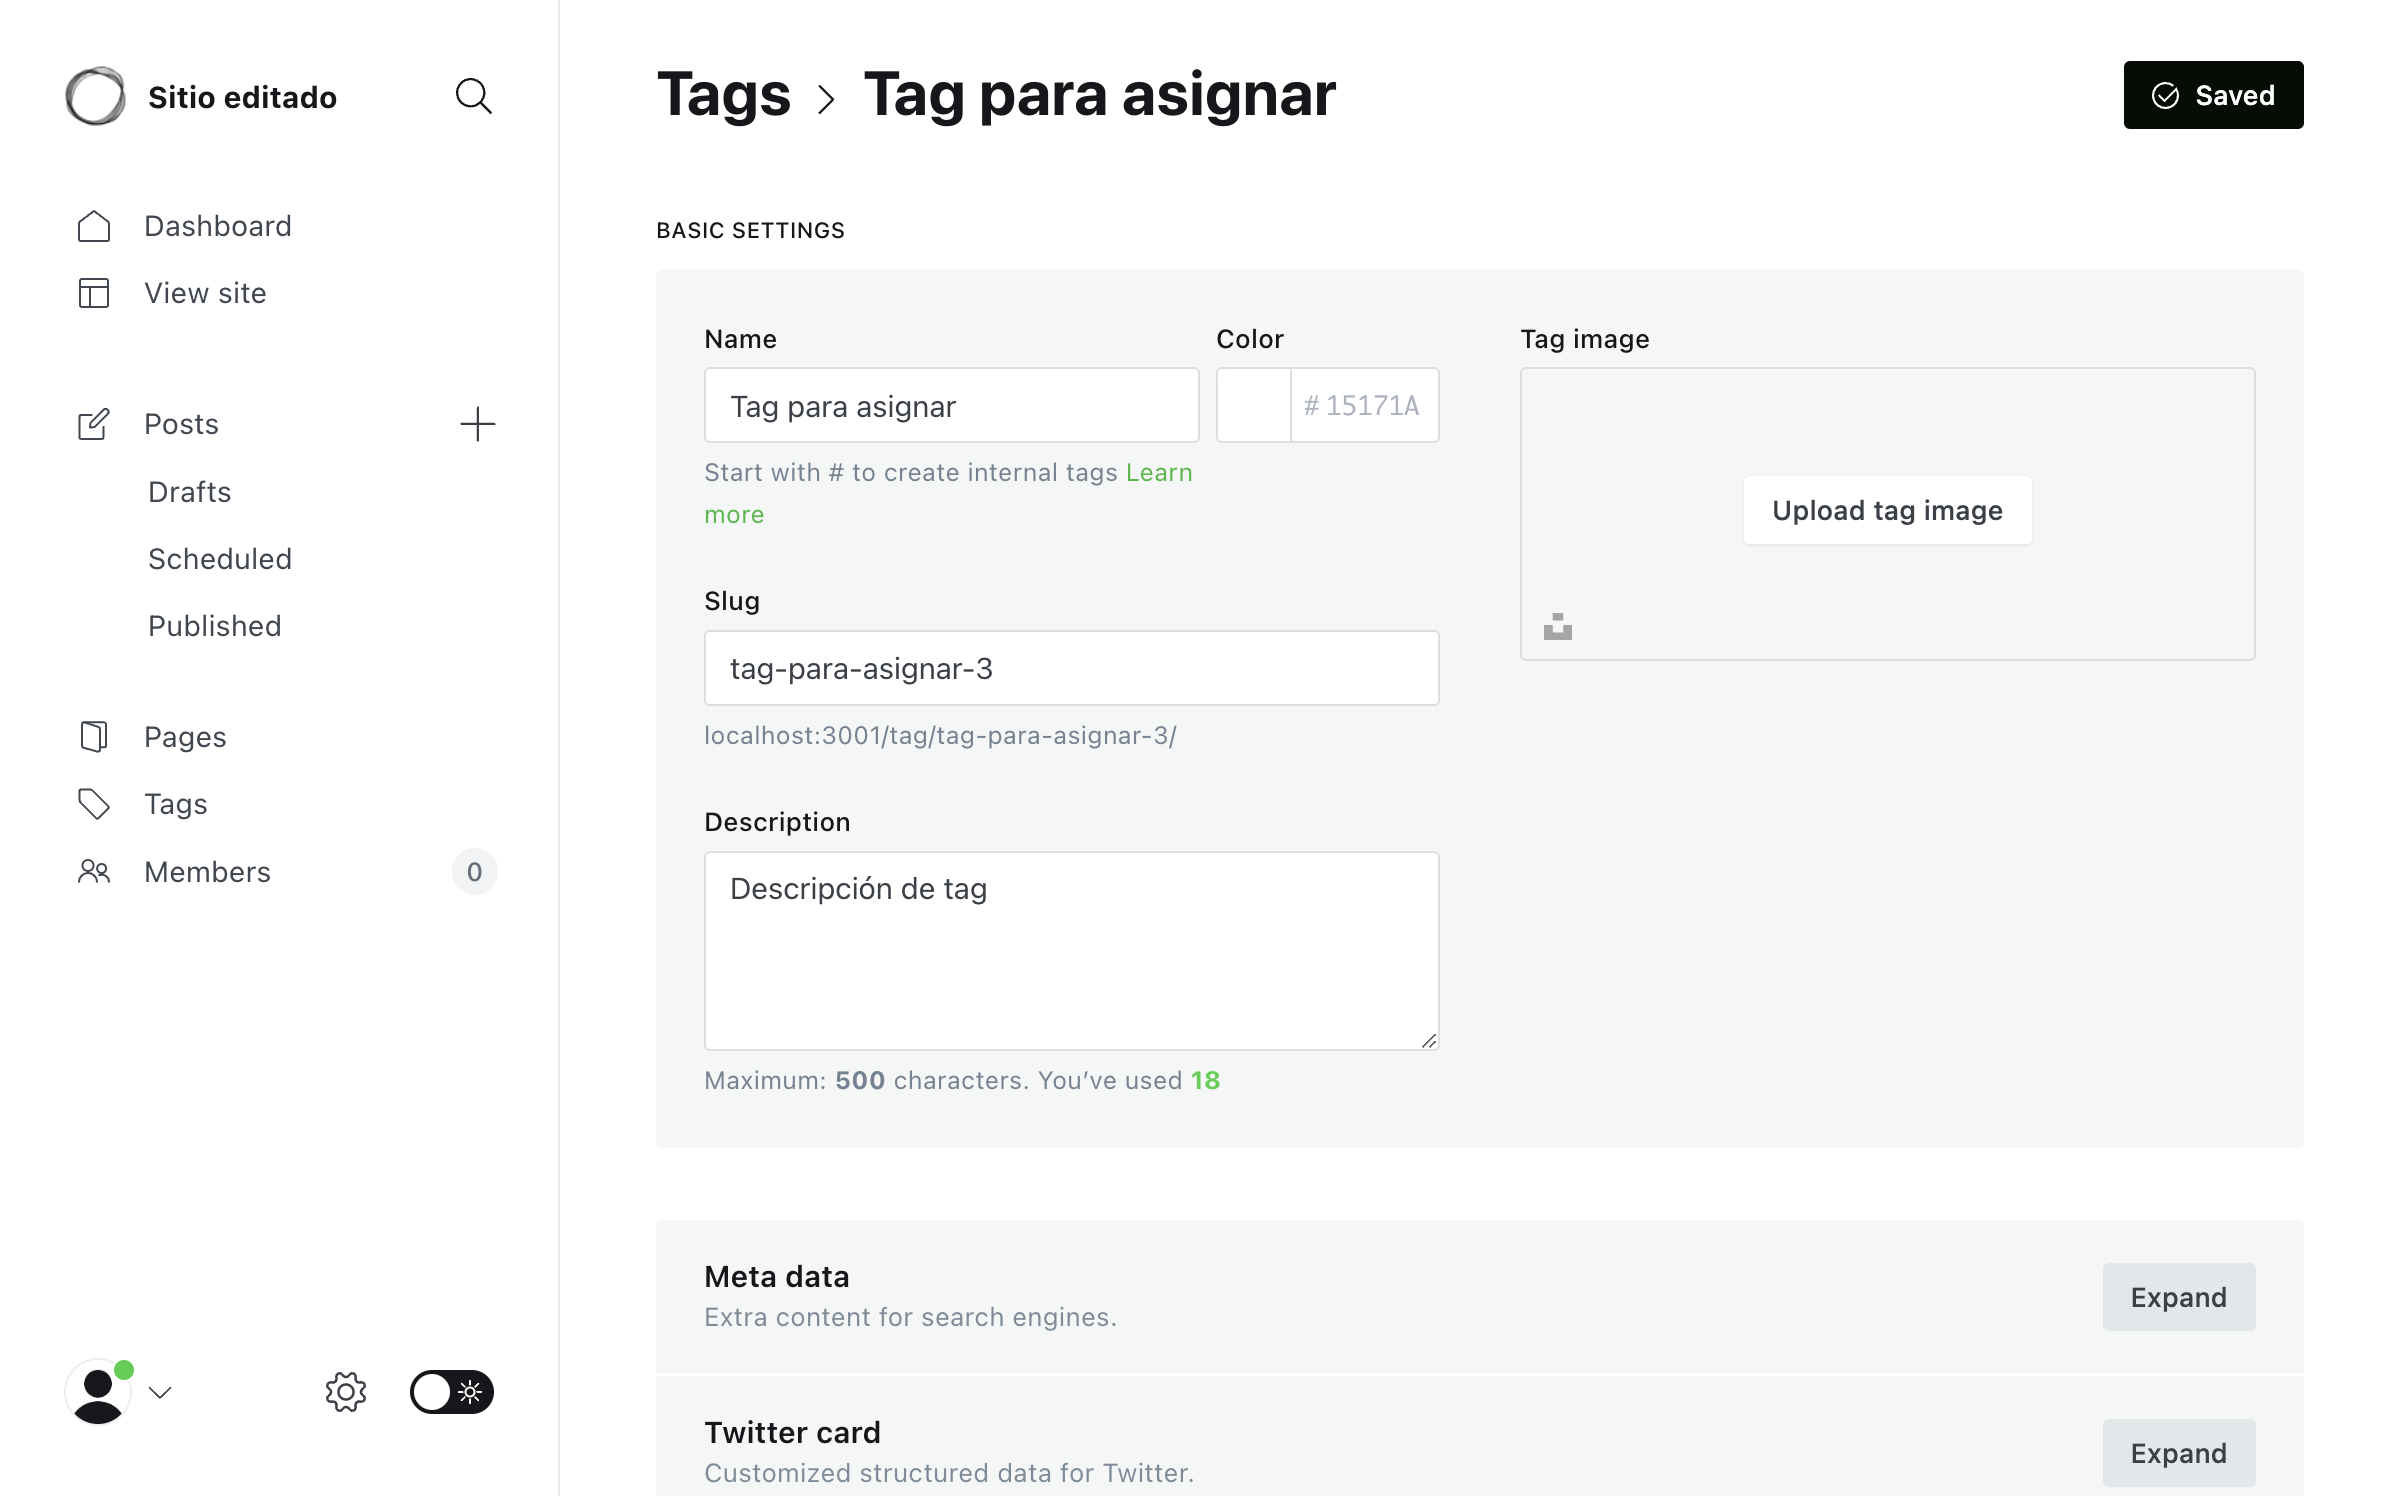 Sitio editado
Dashboard
View site
Posts
Drafts
Scheduled
Published
Pages
Tags
Members
0
Tags > Tag para asignar
Saved
BASIC SETTINGS
Name
Tag para asignar
Start with # to create internal tags Learn
more
Color
# 15171A
Tag image
Upload tag image
Slug
tag-para-asignar-3
localhost:3001/tag/tag-para-asignar-3/
Description
Descripción de tag
Maximum: 500 characters. You’ve used 18
Meta data
Extra content for search engines.
Expand
Twitter card
Customized structured data for Twitter.
Expand